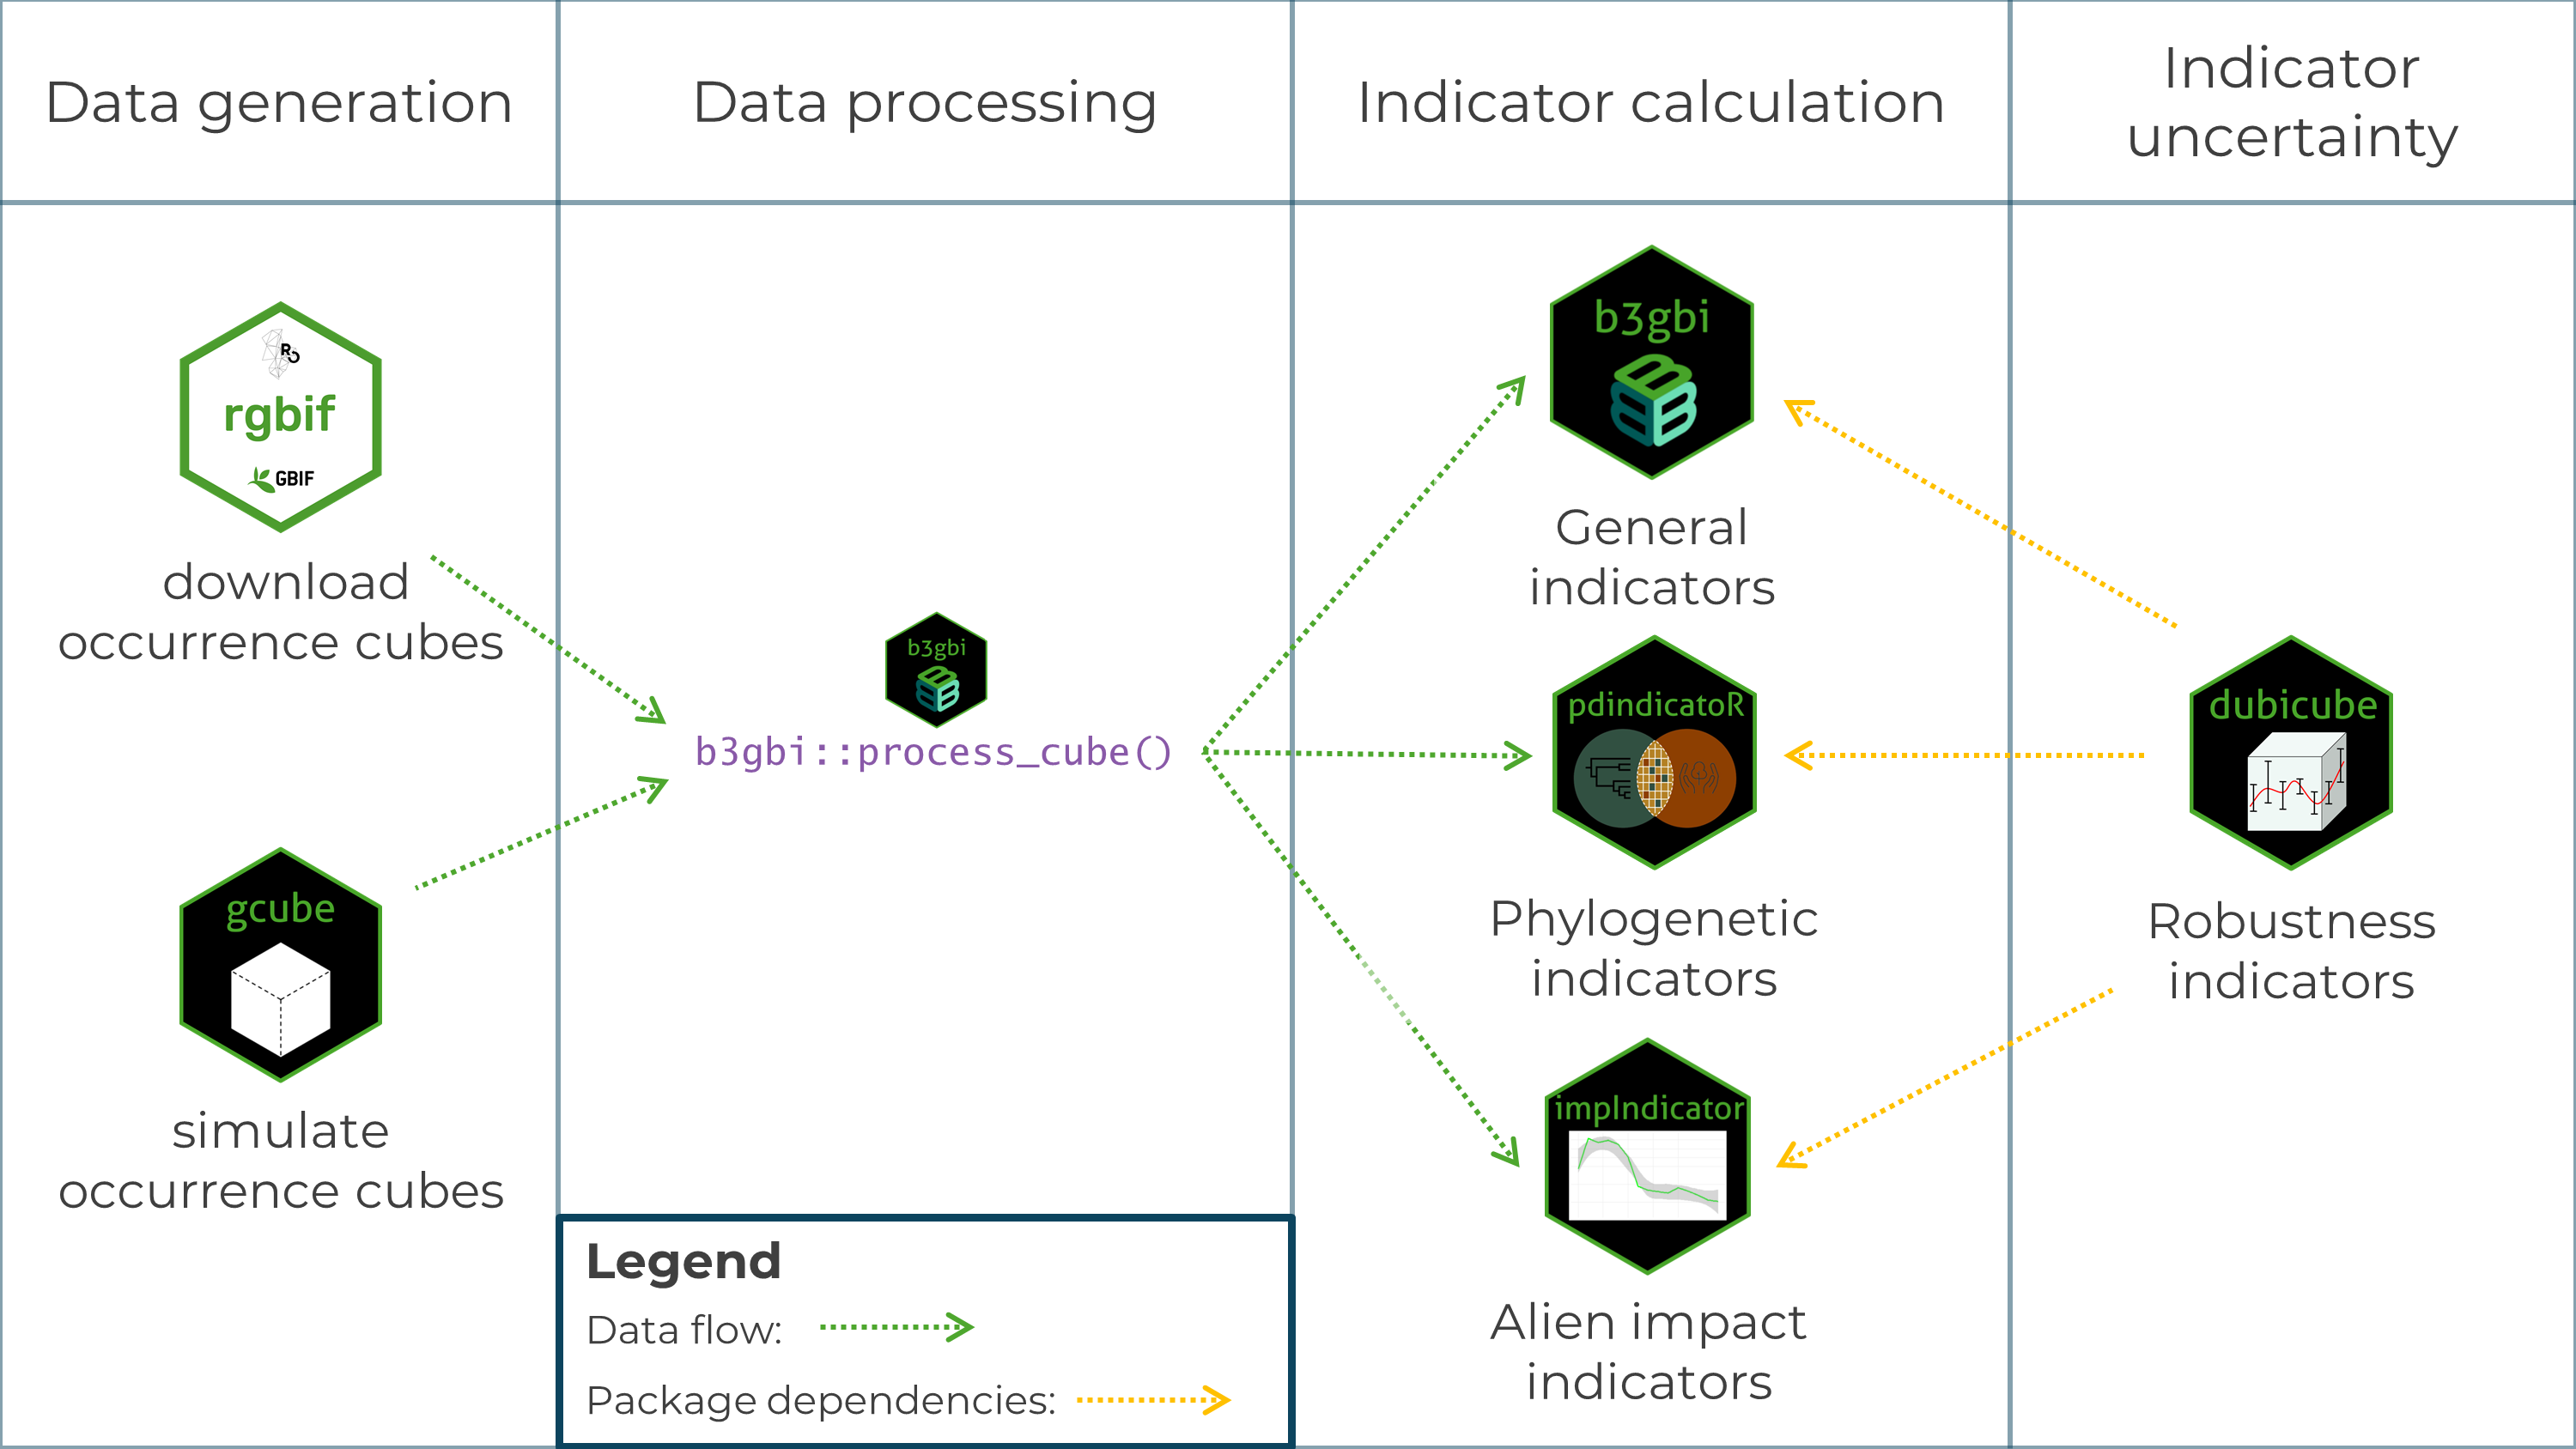 Data generation
Data processing
Indicator calculation
Indicator
uncertainty
R
rgbif
GBIF
download
occurrence cubes
gcube
simulate
occurrence cubes
b3gbi
b3gbi::process_cube()
b3gbi
General
indicators
pdindicatoR
Phylogenetic
indicators
impIndicator
Alien impact
indicators
dubicube
Robustness
indicators
Legend
Data flow:
Package dependencies: